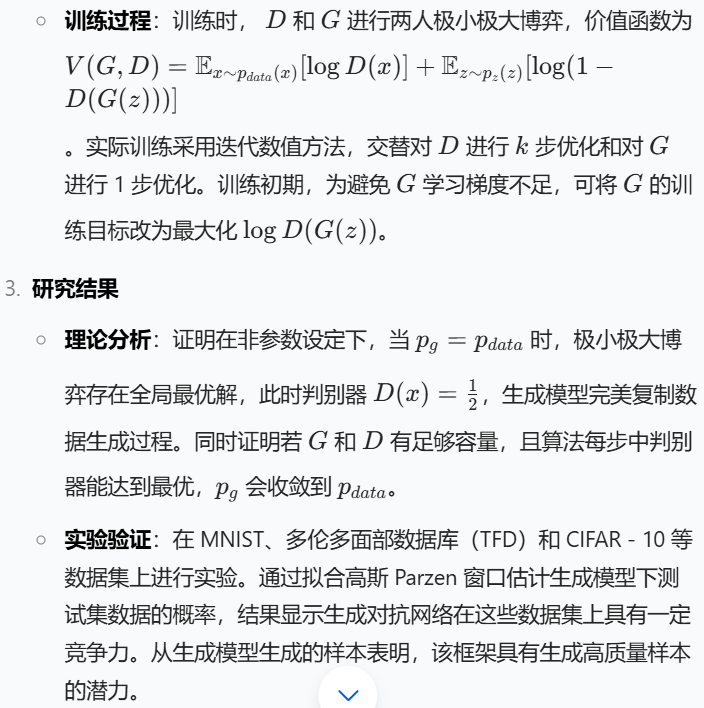 训练过程：训练时， D 和 G 进行两人极小极大博弈，价值函数为
V(G, D) = 𝔼_{x∼p_{data}(x)}[log D(x)] + 𝔼_{z∼p_z(z)}[log(1 −
D(G(z)))]
。实际训练采用迭代数值方法，交替对 D 进行 k 步优化和对 G
进行 1 步优化。训练初期，为避免 G 学习梯度不足，可将 G 的训
练目标改为最大化 log D(G(z))。
3. 研究结果
理论分析：证明在非参数设定下，当 p_g = p_{data} 时，极小极大博
弈存在全局最优解，此时判别器 D(x) = 1/2，生成模型完美复制数
据生成过程。同时证明若 G 和 D 有足够容量，且算法每步中判别
器能达到最优，p_g 会收敛到 p_{data}。
实验验证：在 MNIST、多伦多面部数据库（TFD）和 CIFAR - 10 等
数据集上进行实验。通过拟合高斯 Parzen 窗口估计生成模型下测
试集数据的概率，结果显示生成对抗网络在这些数据集上具有一定
竞争力。从生成模型生成的样本表明，该框架具有生成高质量样本
的潜力。